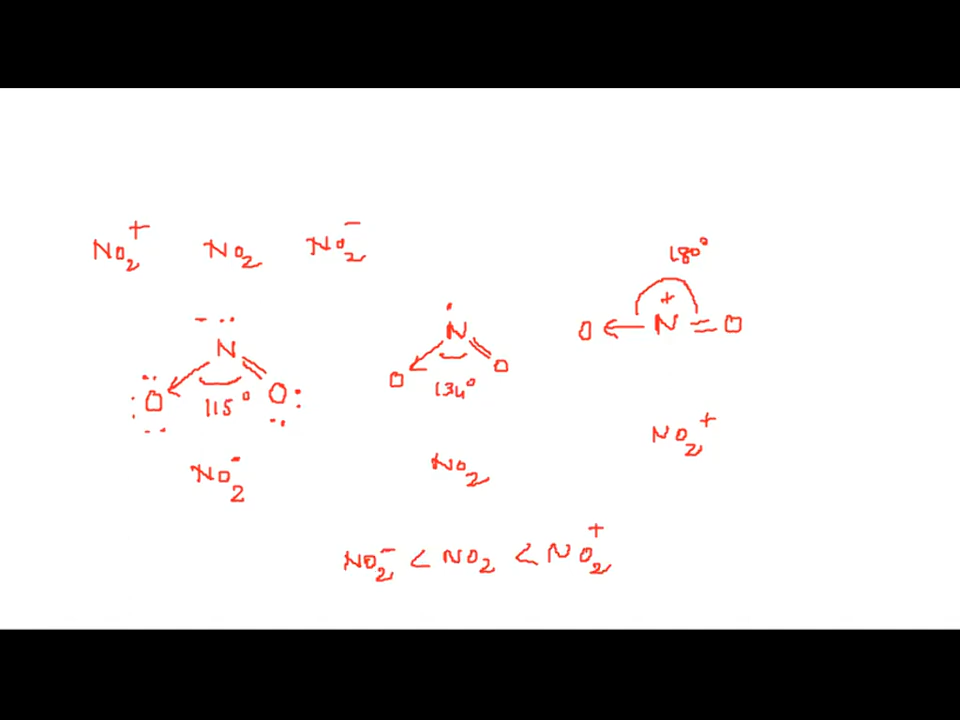 NO₂⁺ NO₂ NO₂⁻
180°
N N O ← N⁺ = O
O 115° O O 134° O
NO₂⁻ NO₂ NO₂⁺
NO₂⁻ < NO₂ < NO₂⁺